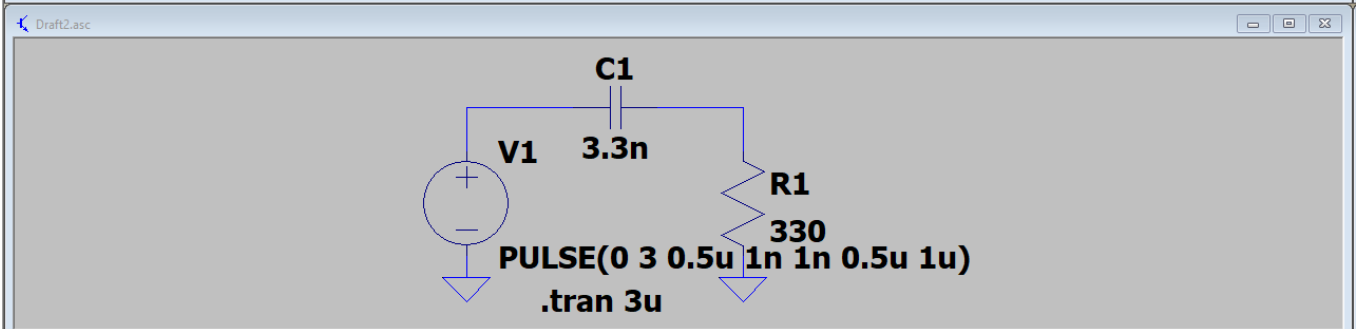 Draft2.asc
C1
3.3n
V1
R1
330
PULSE(0 3 0.5u 1n 1n 0.5u 1u)
.tran 3u